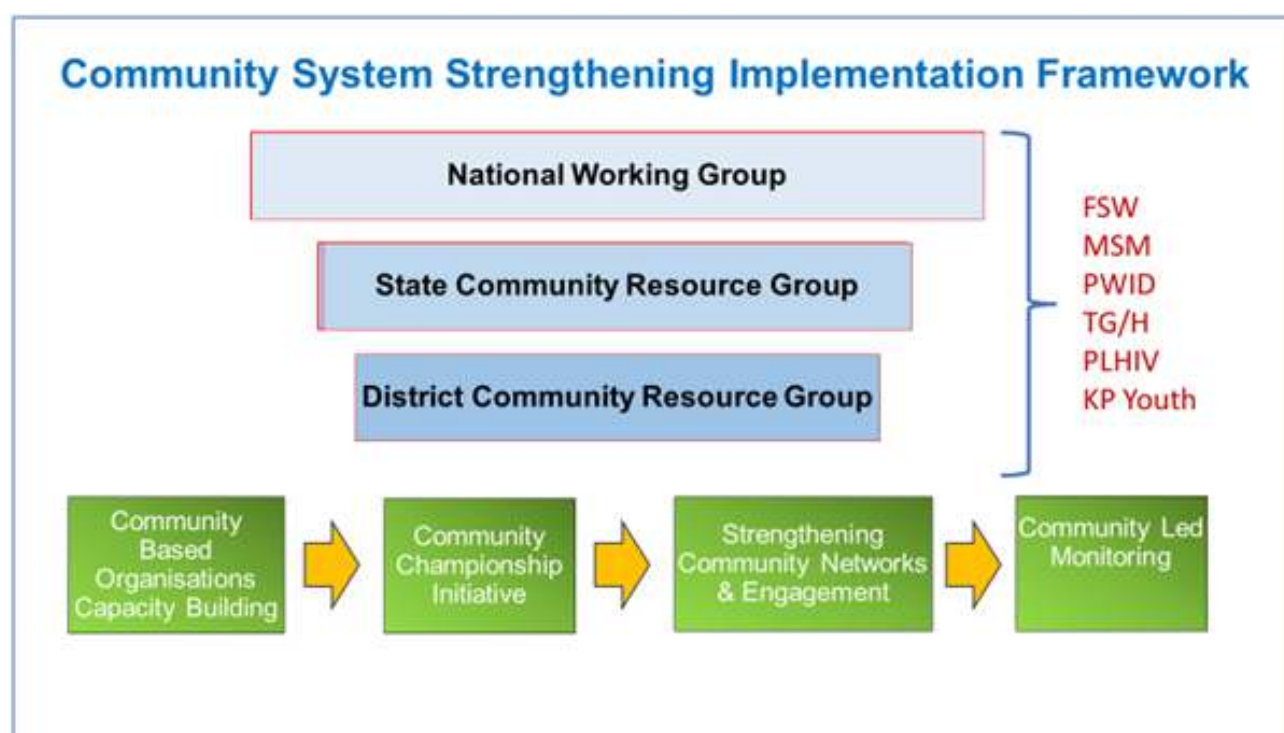 Community System Strengthening Implementation Framework
National Working Group
State Community Resource Group
District Community Resource Group
FSW
MSM
PWID
TG/H
PLHIV
KP Youth
Community
Based
Organisations
Capacity Building
Community
Championship
Initiative
Strengthening
Community Networks
& Engagement
Community Led
Monitoring